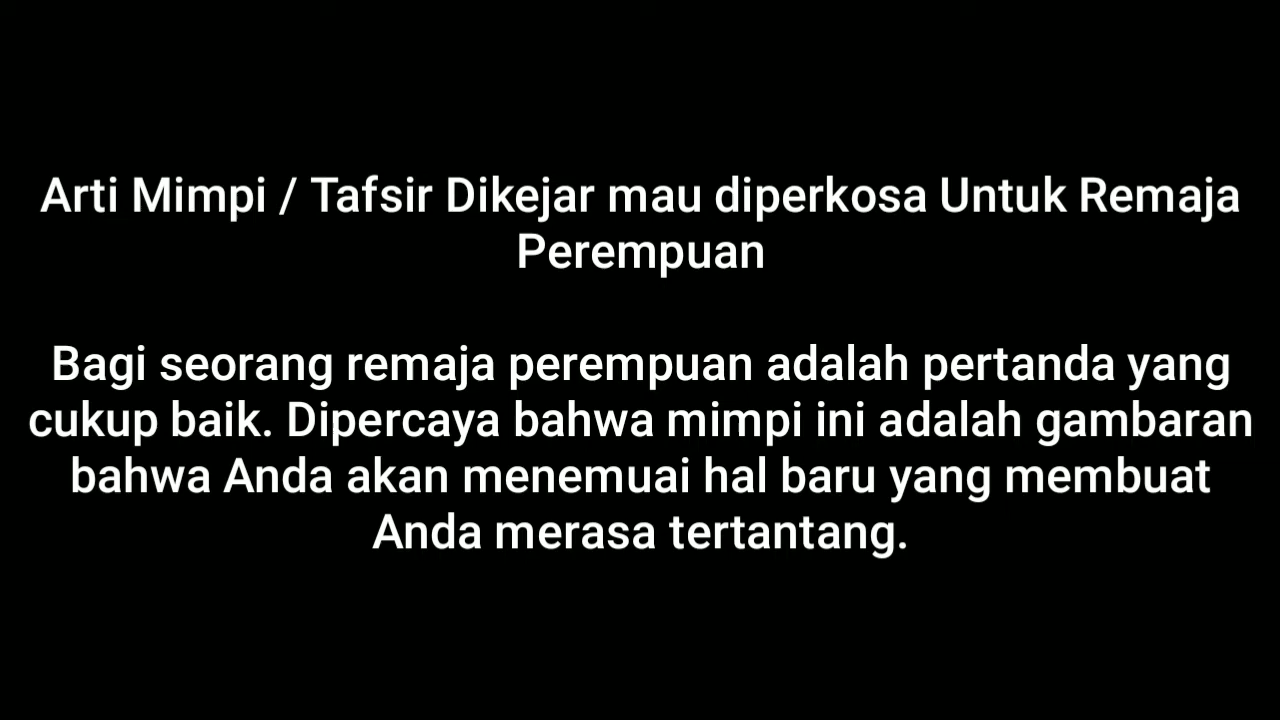 Arti Mimpi / Tafsir Dikejar mau diperkosa Untuk Remaja
Perempuan
Bagi seorang remaja perempuan adalah pertanda yang
cukup baik. Dipercaya bahwa mimpi ini adalah gambaran
bahwa Anda akan menemuai hal baru yang membuat
Anda merasa tertantang.